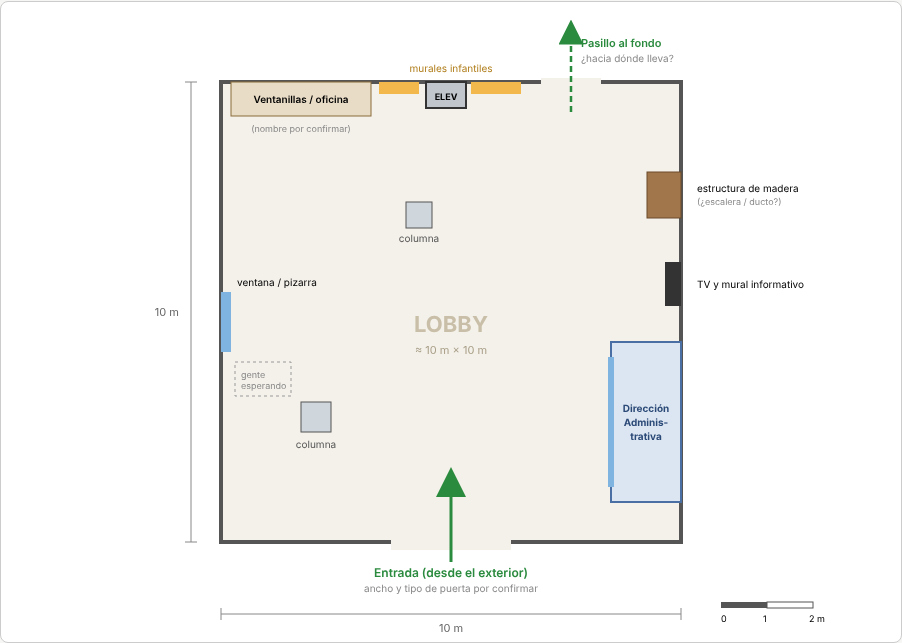 Pasillo al fondo
¿hacia dónde lleva?
murales infantiles
Ventanillas / oficina
ELEV
(nombre por confirmar)
estructura de madera
(¿escalera / ducto?)
columna
ventana / pizarra
TV y mural informativo
10 m
LOBBY
≈ 10 m × 10 m
gente
esperando
Dirección
Adminis-
trativa
columna
Entrada (desde el exterior)
ancho y tipo de puerta por confirmar
0 1 2 m
10 m